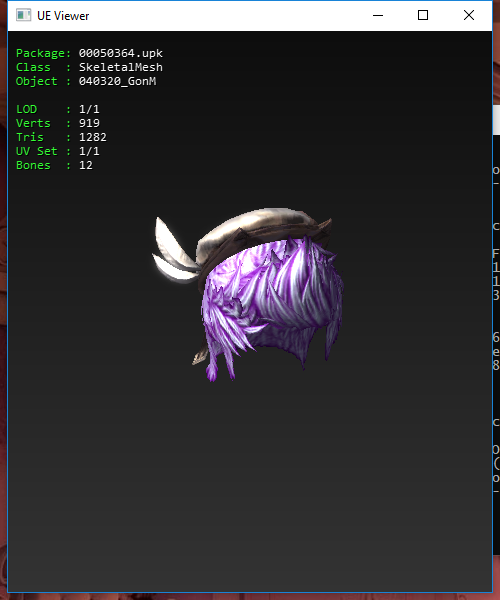 UE Viewer
Package: 00050364.upk
Class : SkeletalMesh
Object : 040320_GonM
LOD : 1/1
Verts : 919
Tris : 1282
UV Set : 1/1
Bones : 12